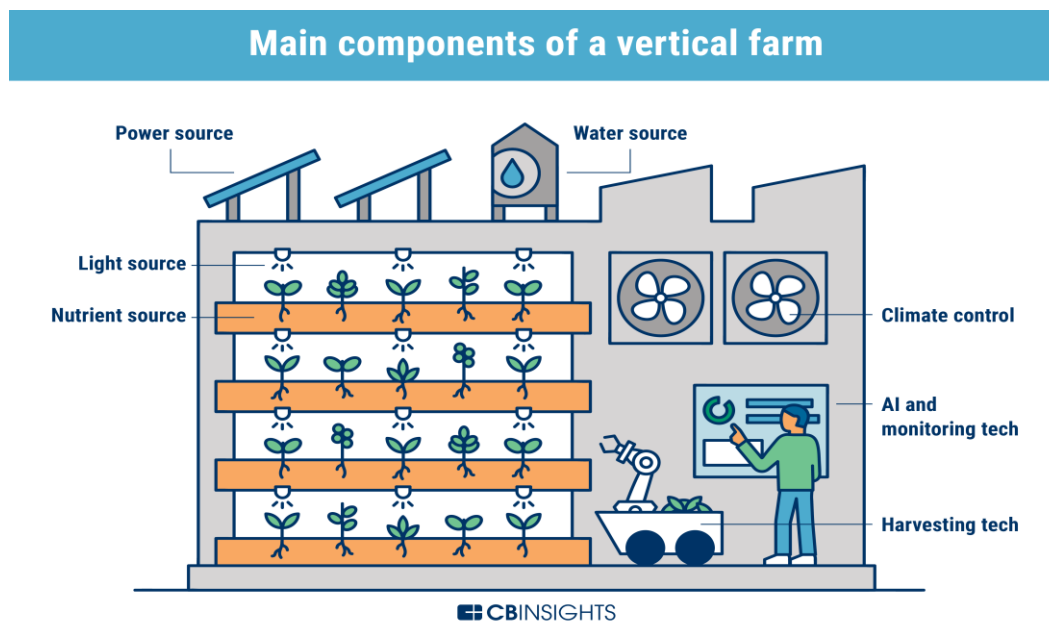 Main components of a vertical farm
Power source
Water source
Light source
Nutrient source
Climate control
AI and
monitoring tech
Harvesting tech
CBINSIGHTS